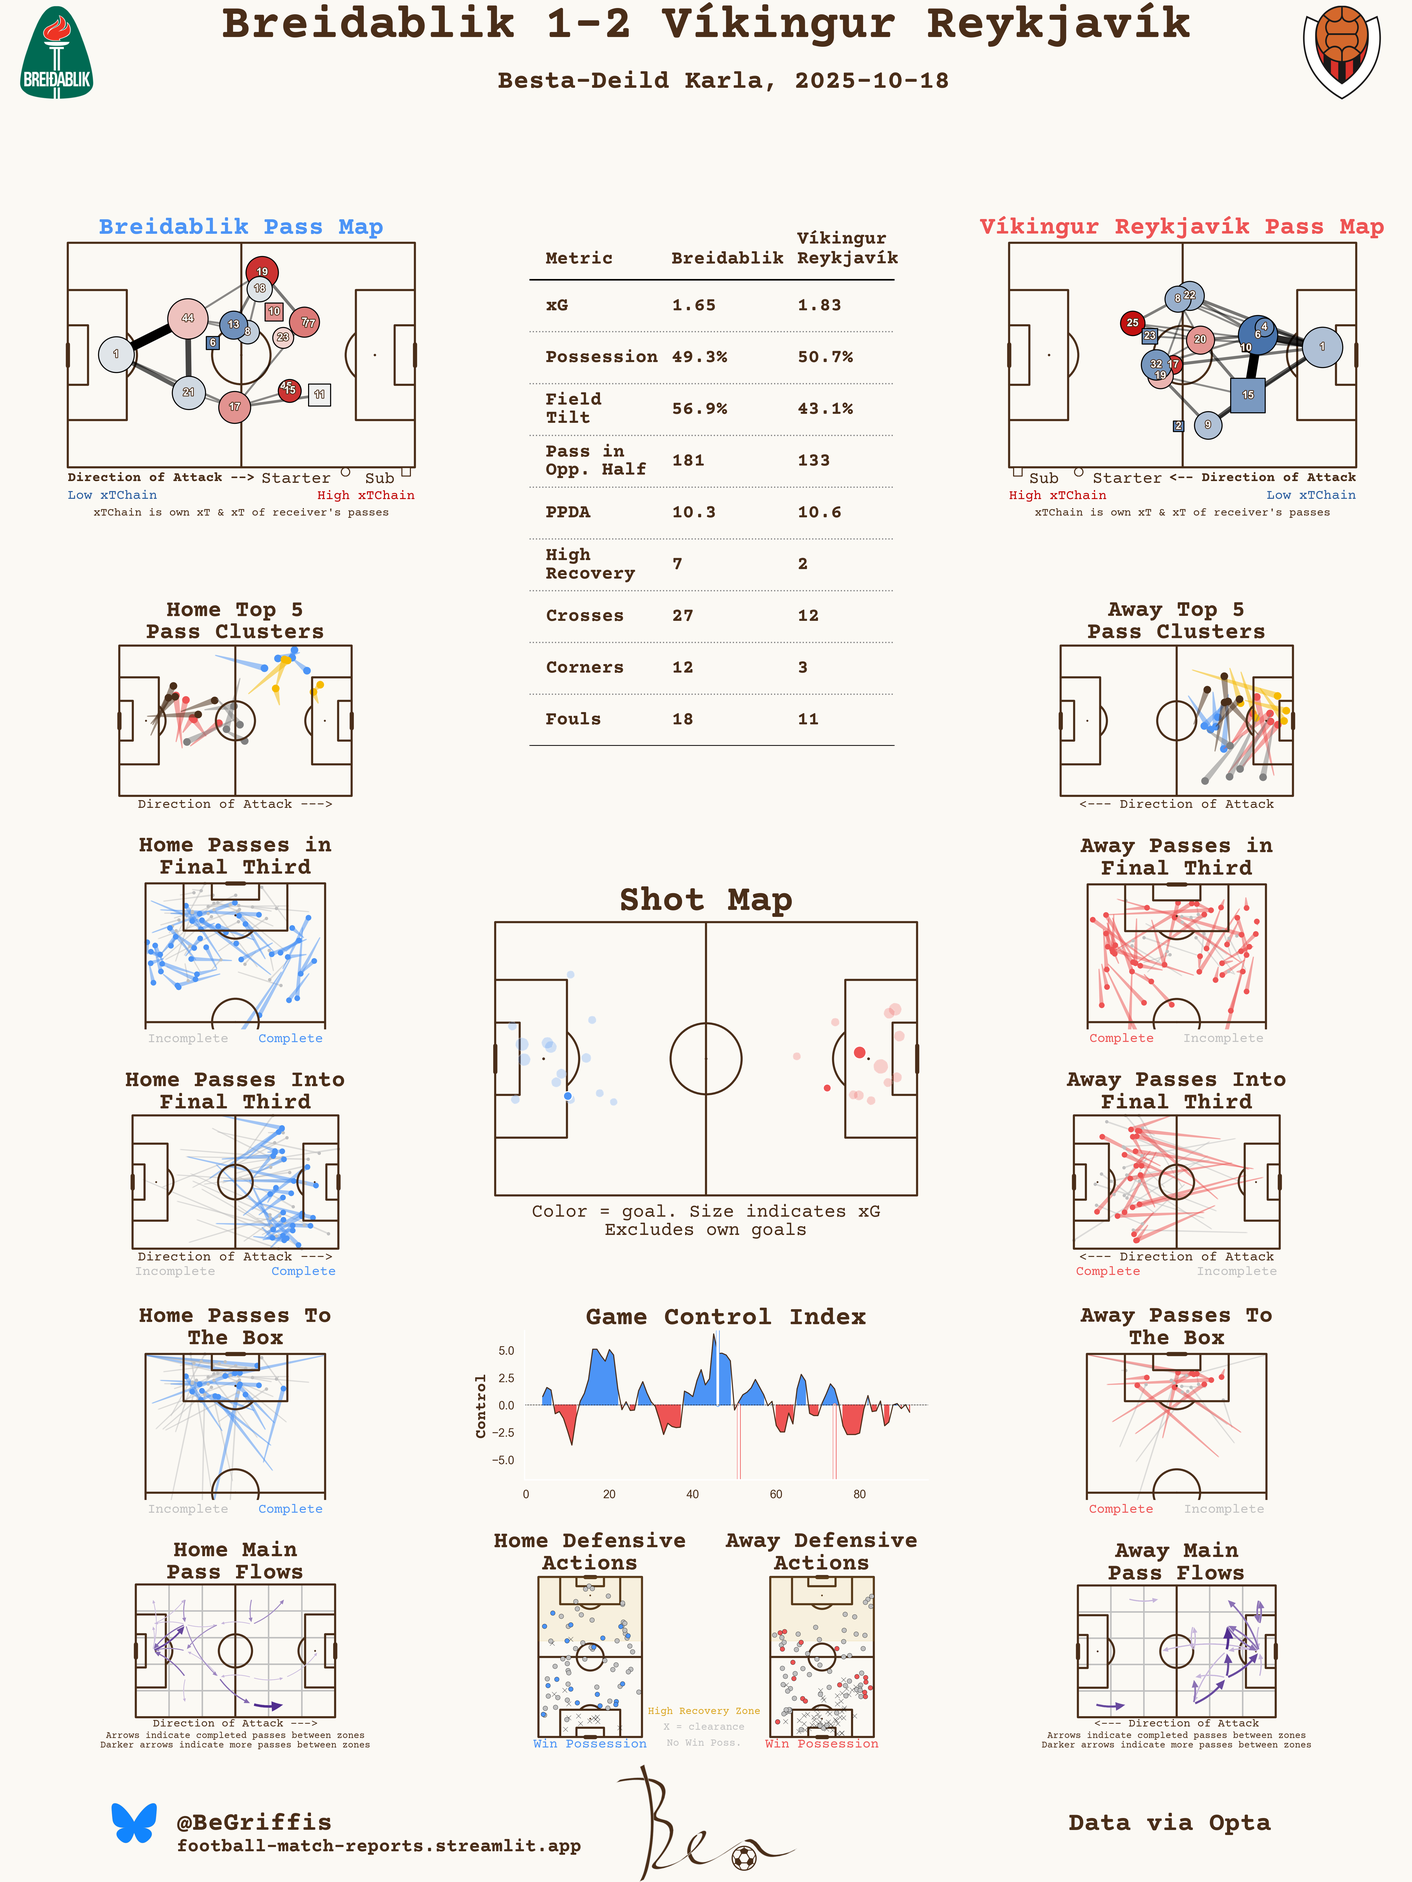 Breidablik 1-2 Víkingur Reykjavík
Besta-Deild Karla, 2025-10-18
BREIÐABLIK
Breidablik Pass Map
19
18
10
44
13
8
7
77
23
6
1
21
17
15
11
Direction of Attack -->
Starter
Sub
Low xTChain
High xTChain
xTChain is own xT & xT of receiver's passes
Metric
Breidablik
Víkingur
Reykjavík
xG
1.65
1.83
Possession
49.3%
50.7%
Field
Tilt
56.9%
43.1%
Pass in
Opp. Half
181
133
PPDA
10.3
10.6
High
Recovery
7
2
Crosses
27
12
Corners
12
3
Fouls
18
11
Víkingur Reykjavík Pass Map
8
22
25
23
20
4
6
10
1
32
17
19
15
9
2
Sub
Starter
<-- Direction of Attack
High xTChain
Low xTChain
xTChain is own xT & xT of receiver's passes
Home Top 5
Pass Clusters
Direction of Attack --->
Away Top 5
Pass Clusters
<--- Direction of Attack
Home Passes in
Final Third
Incomplete
Complete
Away Passes in
Final Third
Complete
Incomplete
Shot Map
Color = goal. Size indicates xG
Excludes own goals
Home Passes Into
Final Third
Direction of Attack --->
Incomplete
Complete
Away Passes Into
Final Third
<--- Direction of Attack
Complete
Incomplete
Home Passes To
The Box
Incomplete
Complete
Game Control Index
Control
5.0
2.5
0.0
−2.5
−5.0
0
20
40
60
80
Away Passes To
The Box
Complete
Incomplete
Home Main
Pass Flows
Direction of Attack --->
Arrows indicate completed passes between zones
Darker arrows indicate more passes between zones
Home Defensive
Actions
Win Possession
High Recovery Zone
X = clearance
No Win Poss.
Away Defensive
Actions
Win Possession
Away Main
Pass Flows
<--- Direction of Attack
Arrows indicate completed passes between zones
Darker arrows indicate more passes between zones
@BeGriffis
football-match-reports.streamlit.app
Ben
Data via Opta